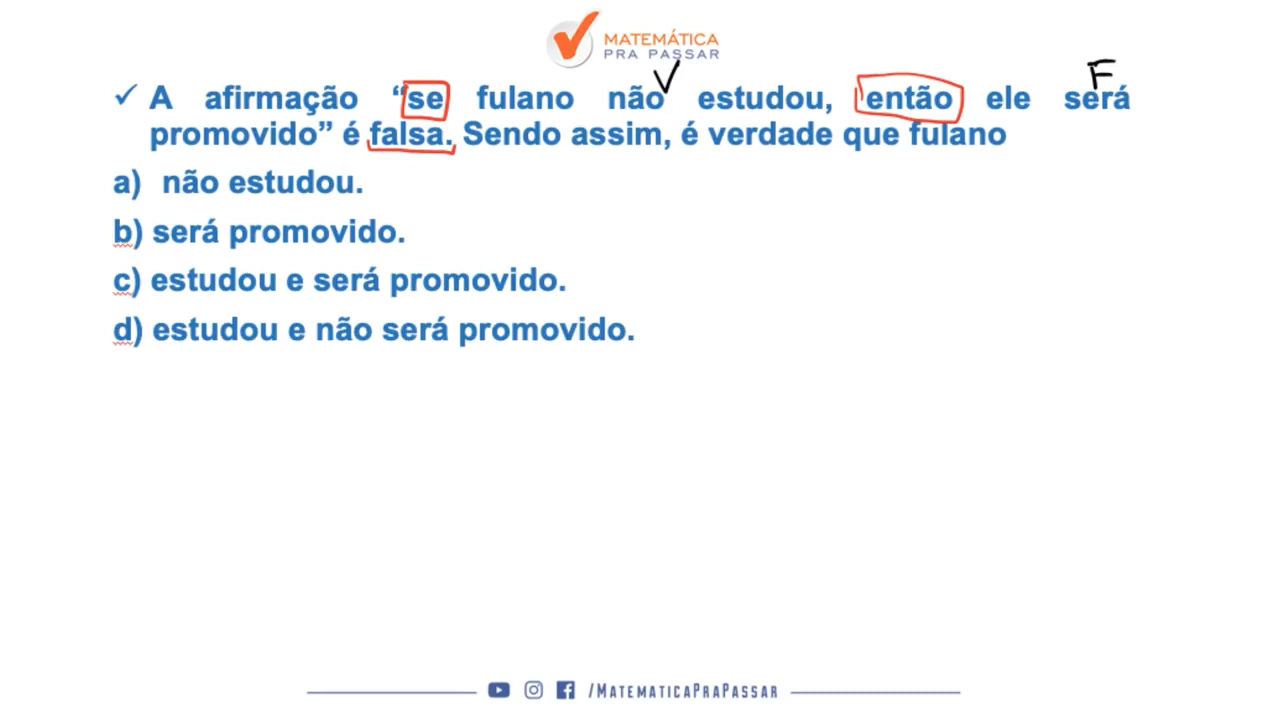 MATEMÁTICA
PRA PASSAR
V
F
✓ A afirmação “se fulano não estudou, então ele será
promovido” é falsa. Sendo assim, é verdade que fulano
a) não estudou.
b) será promovido.
c) estudou e será promovido.
d) estudou e não será promovido.
/MATEMATICAPRAPASSAR